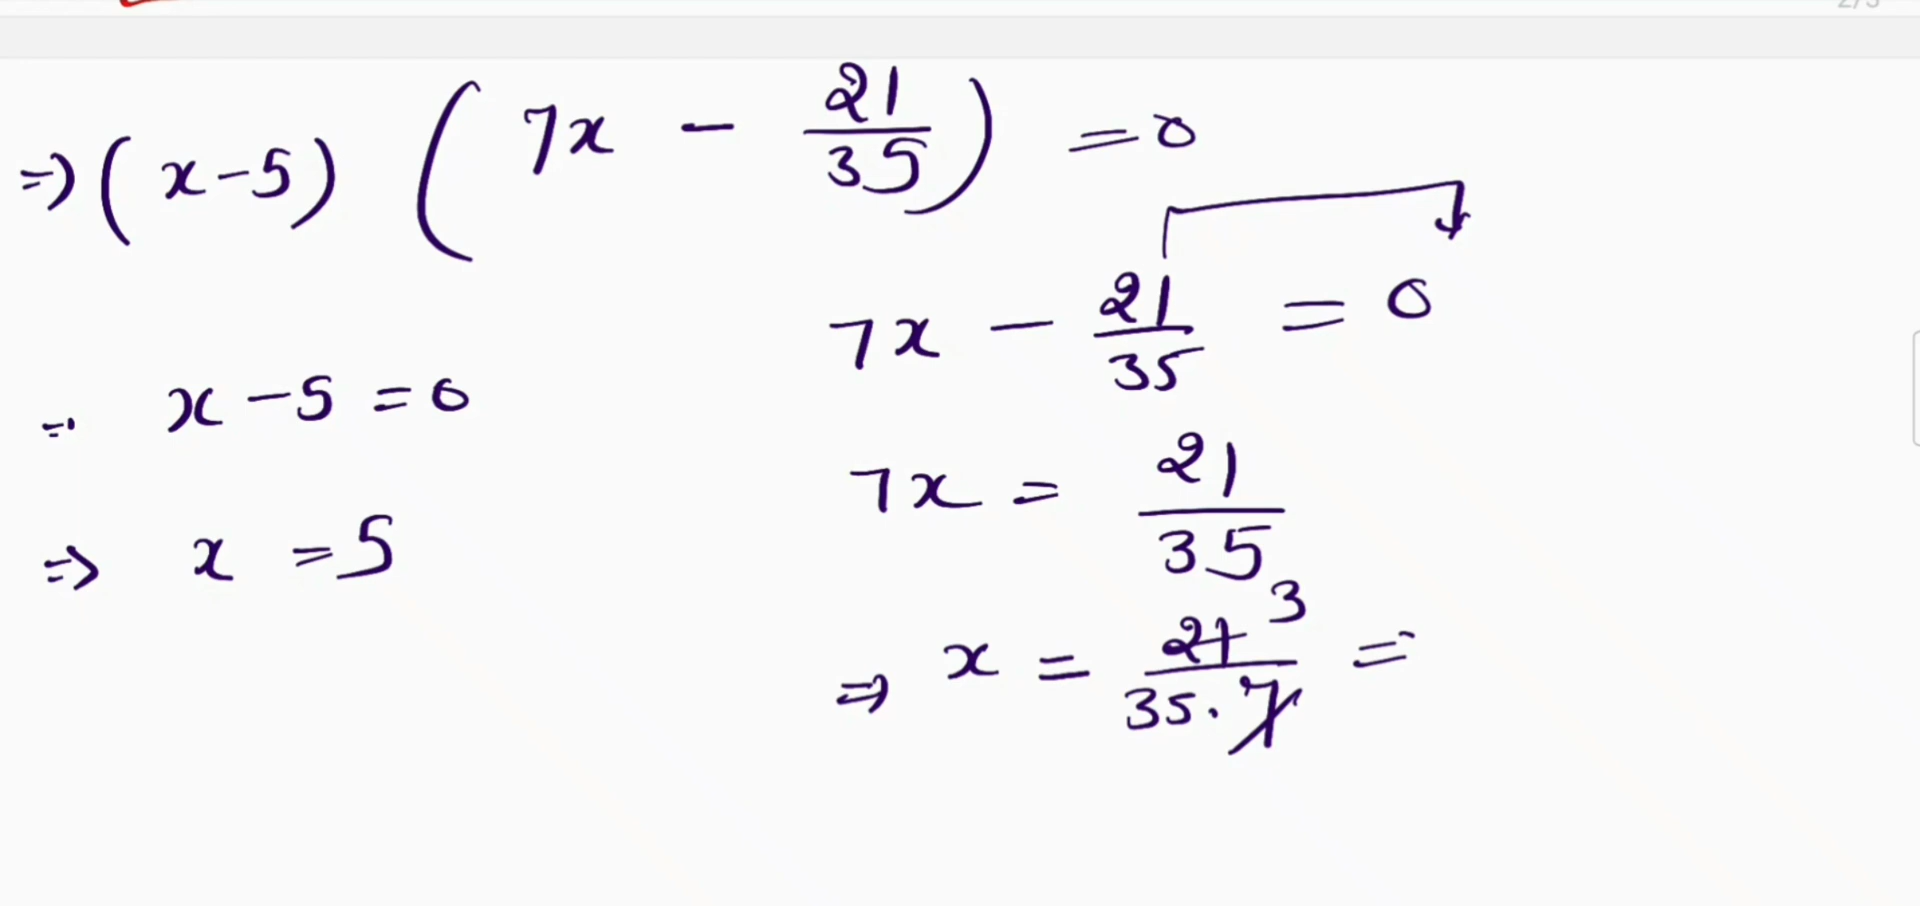 ⇒ (x-5) (7x - 21/35) = 0
7x - 21/35 = 0
x - 5 = 0
7x = 21/35
⇒ x = 5
⇒ x = 21 3/35.7 =